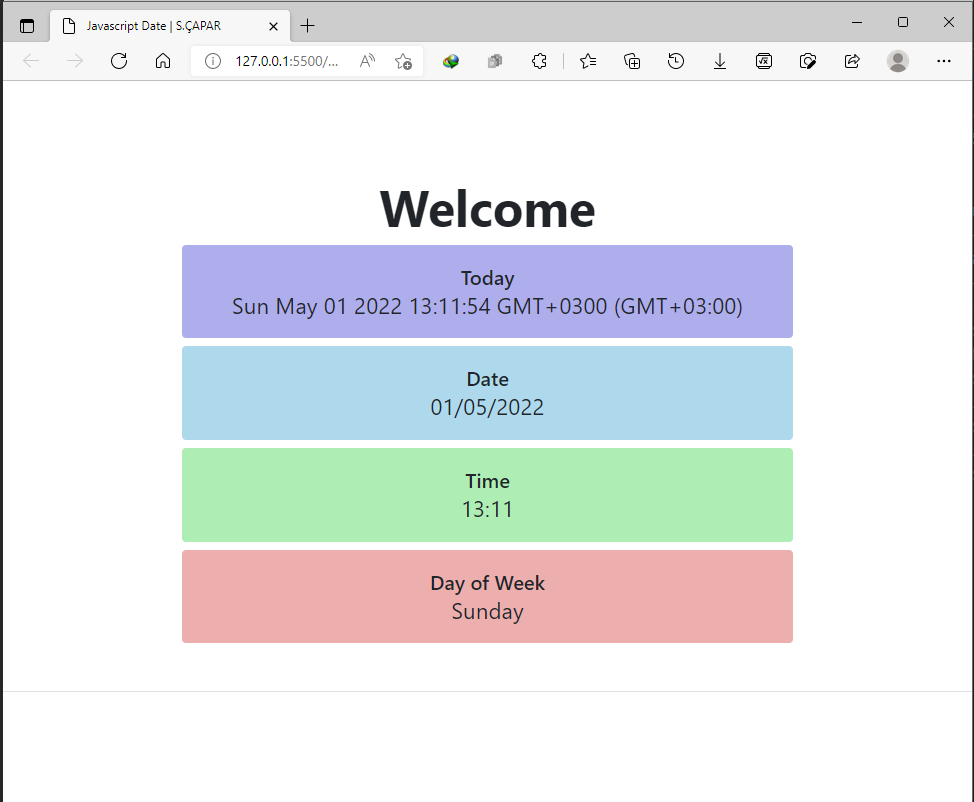 Javascript Date | S.ÇAPAR
127.0.0.1:5500/...
Welcome
Today
Sun May 01 2022 13:11:54 GMT+0300 (GMT+03:00)
Date
01/05/2022
Time
13:11
Day of Week
Sunday